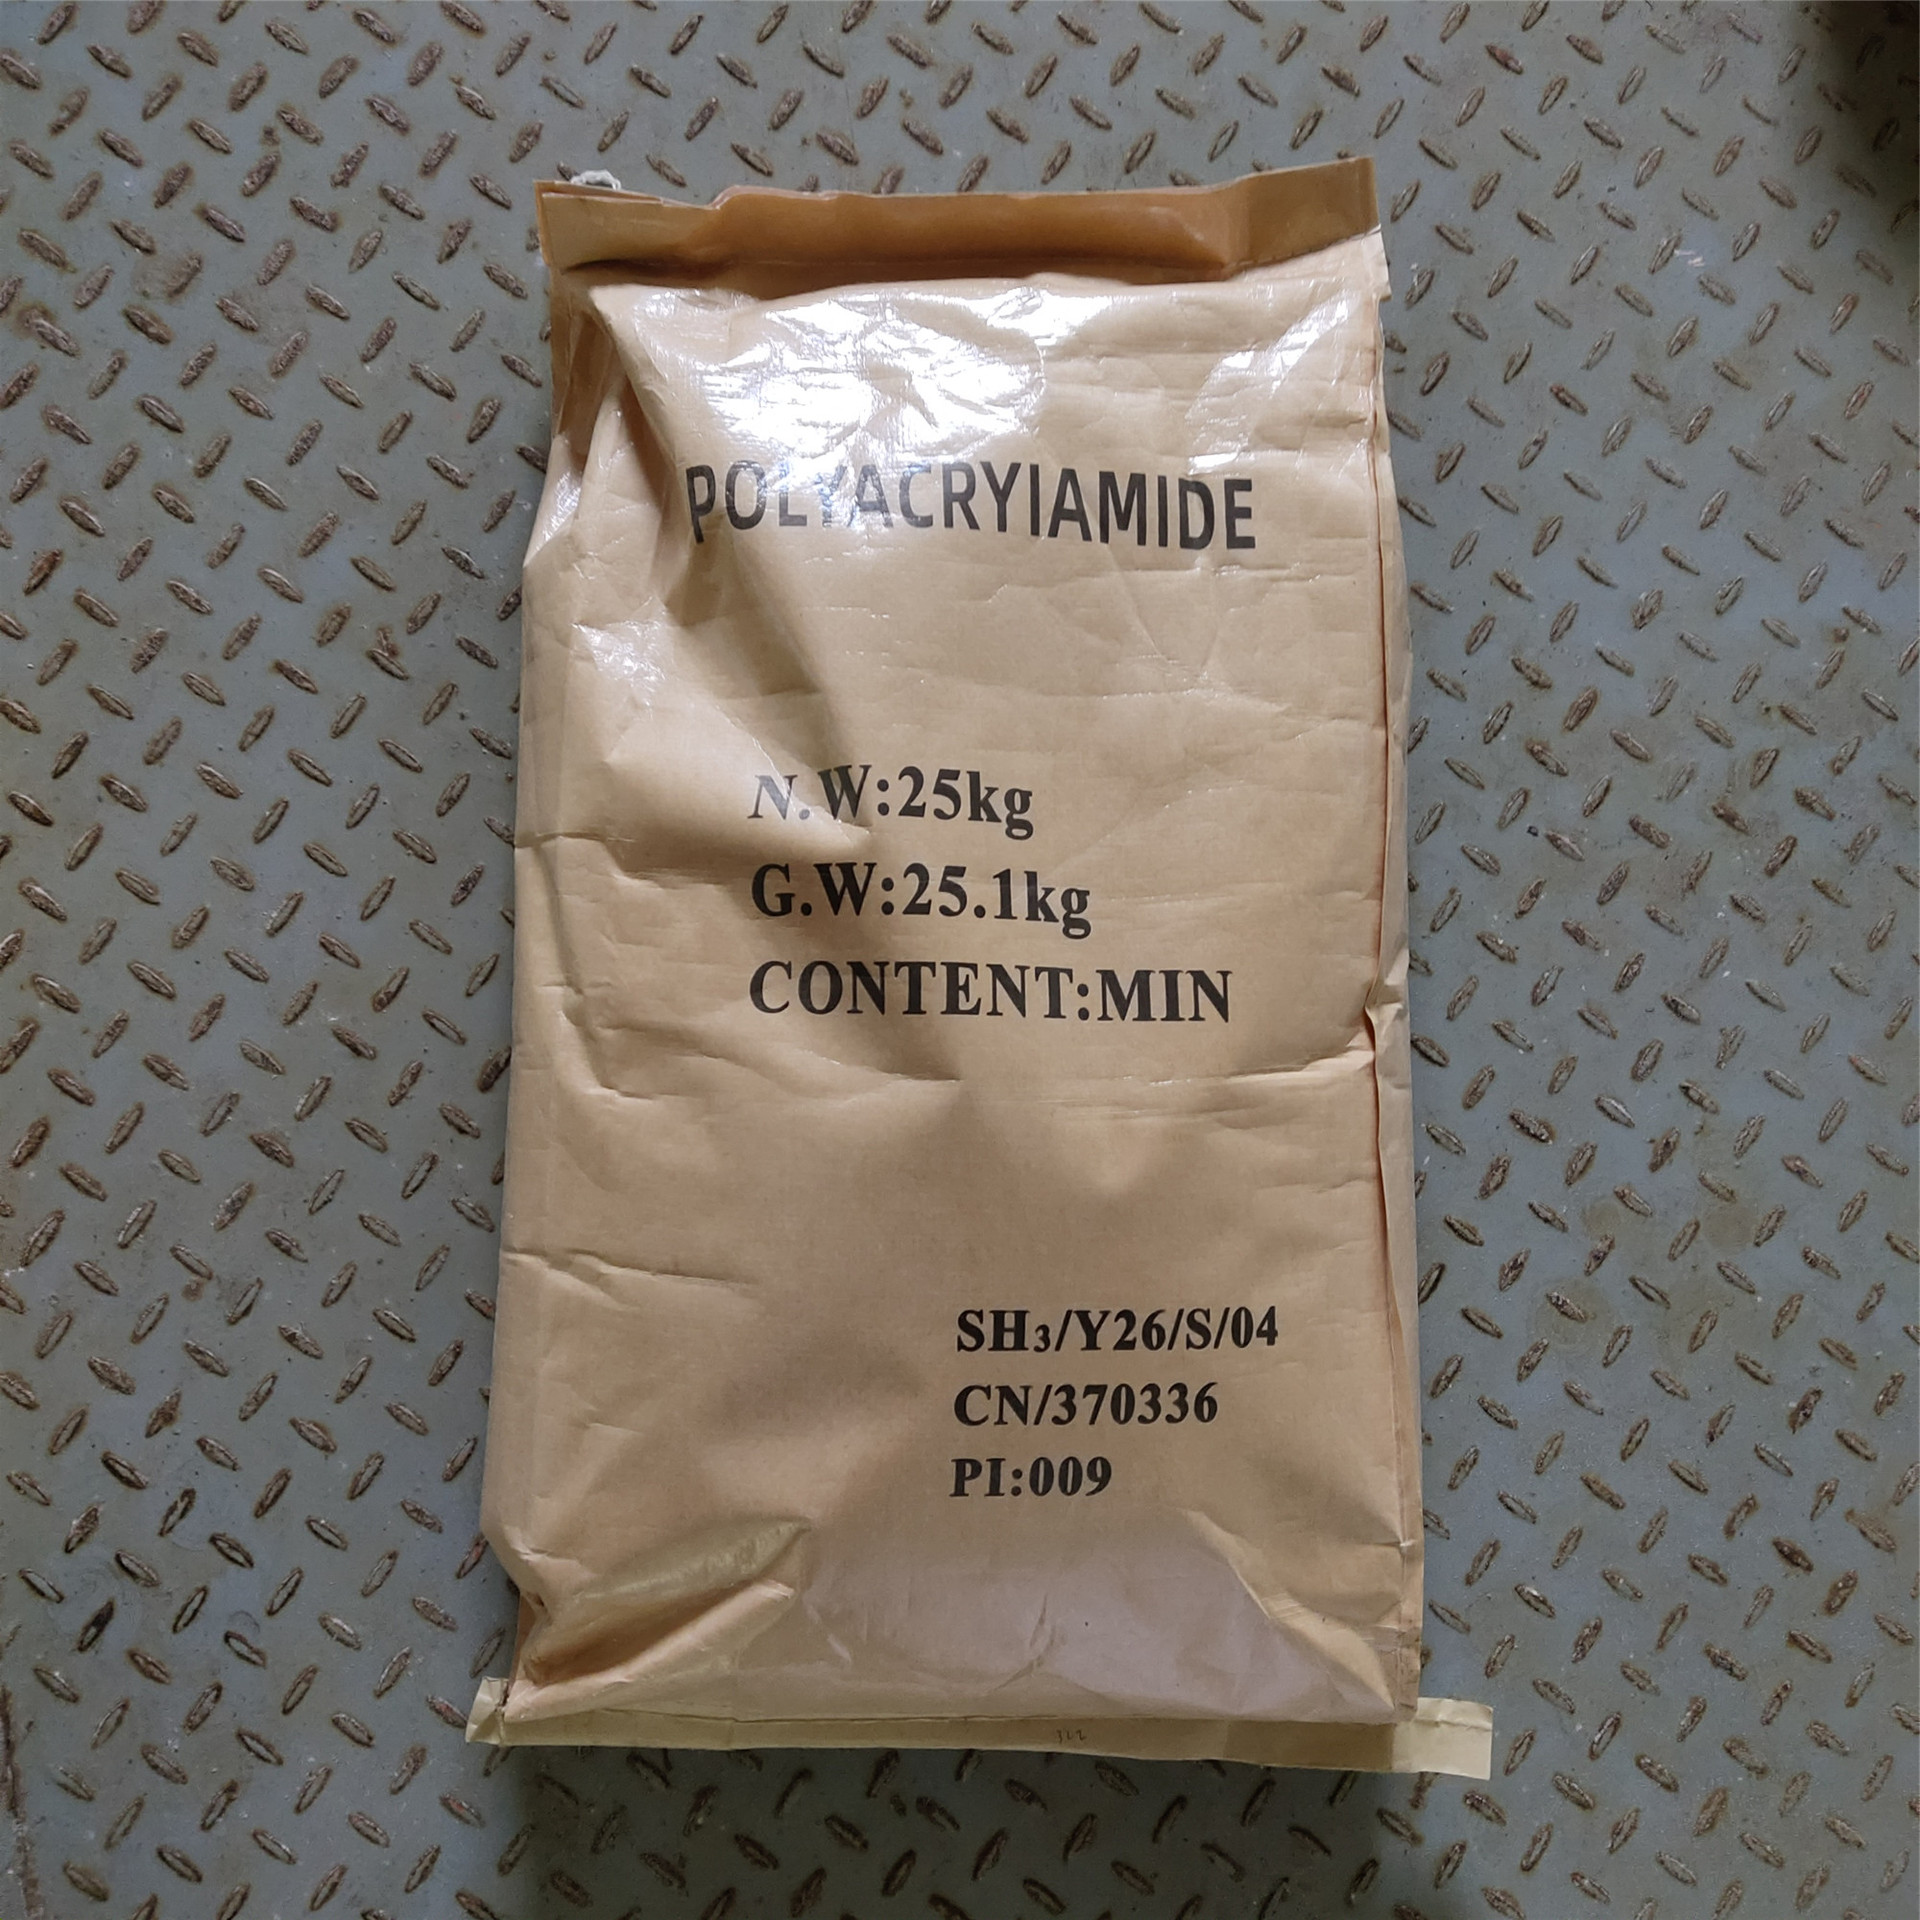 POLYACRYIAMIDE
N.W:25kg
G.W:25.1kg
CONTENT:MIN
SH₃/Y26/S/04
CN/370336
PI:009